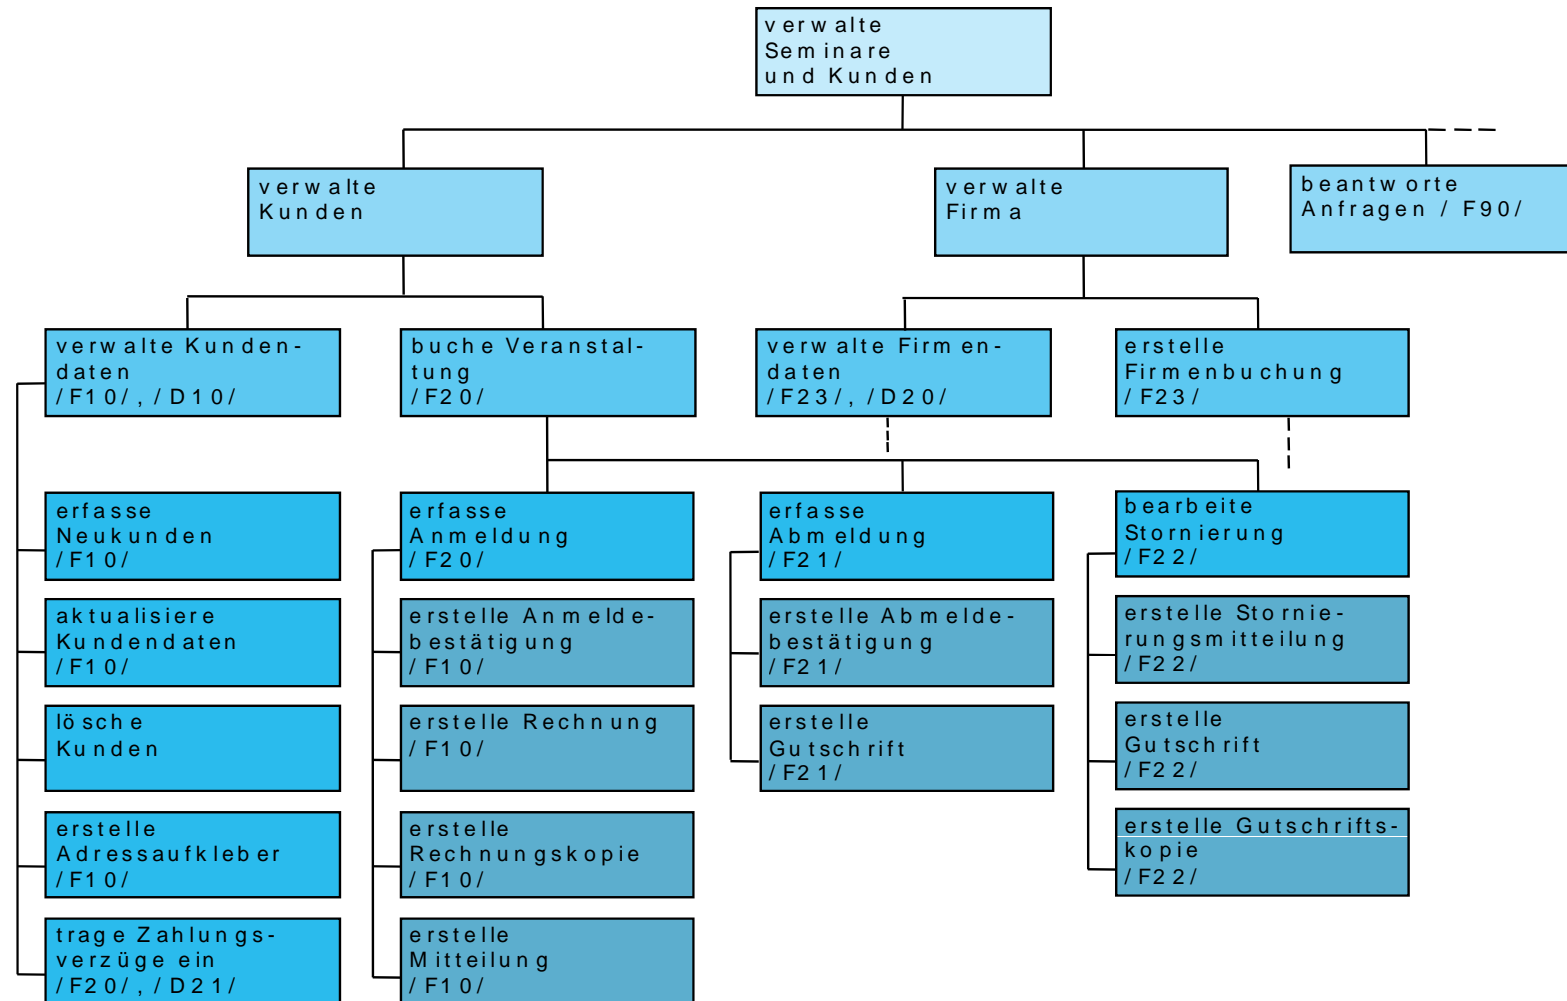 verwalte
Seminare
und Kunden
verwalte
Kunden
verwalte
Firma
beantworte
Anfragen / F90/
verwalte Kunden-
daten
/F10/, /D10/
buche Veranstal-
tung
/F20/
verwalte Firmen-
daten
/F23/, /D20/
erstelle
Firmenbuchung
/F23/
erfasse
Neukunden
/F10/
erfasse
Anmeldung
/F20/
erfasse
Abmeldung
/F21/
bearbeite
Stornierung
/F22/
aktualisiere
Kundendaten
/F10/
erstelle Anmelde-
bestätigung
/F10/
erstelle Abmelde-
bestätigung
/F21/
erstelle Stornie-
rungsmitteilung
/F22/
lösche
Kunden
erstelle Rechnung
/F10/
erstelle
Gutschrift
/F21/
erstelle
Gutschrift
/F22/
erstelle
Adressaufkleber
/F10/
erstelle
Rechnungskopie
/F10/
erstelle Gutschrifts-
kopie
/F22/
trage Zahlungs-
verzüge ein
/F20/, /D21/
erstelle
Mitteilung
/F10/